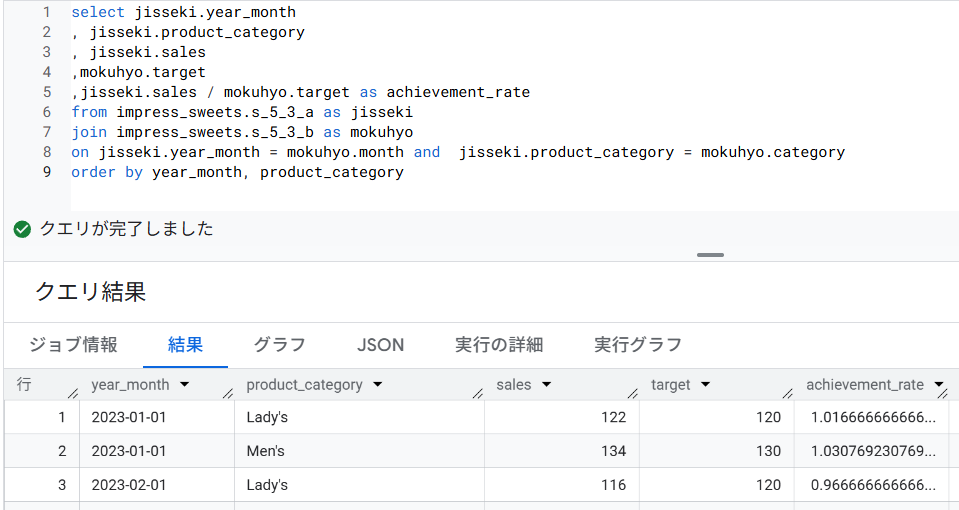 1 select jisseki.year_month
2 , jisseki.product_category
3 , jisseki.sales
4 ,mokuhyo.target
5 ,jisseki.sales / mokuhyo.target as achievement_rate
6 from impress_sweets.s_5_3_a as jisseki
7 join impress_sweets.s_5_3_b as mokuhyo
8 on jisseki.year_month = mokuhyo.month and  jisseki.product_category = mokuhyo.category
9 order by year_month, product_category
クエリが完了しました
クエリ結果
ジョブ情報 結果 グラフ JSON 実行の詳細 実行グラフ
行 year_month product_category sales target achievement_rate
1 2023-01-01 Lady's 122 120 1.016666666666...
2 2023-01-01 Men's 134 130 1.030769230769...
3 2023-02-01 Lady's 116 120 0.966666666666...